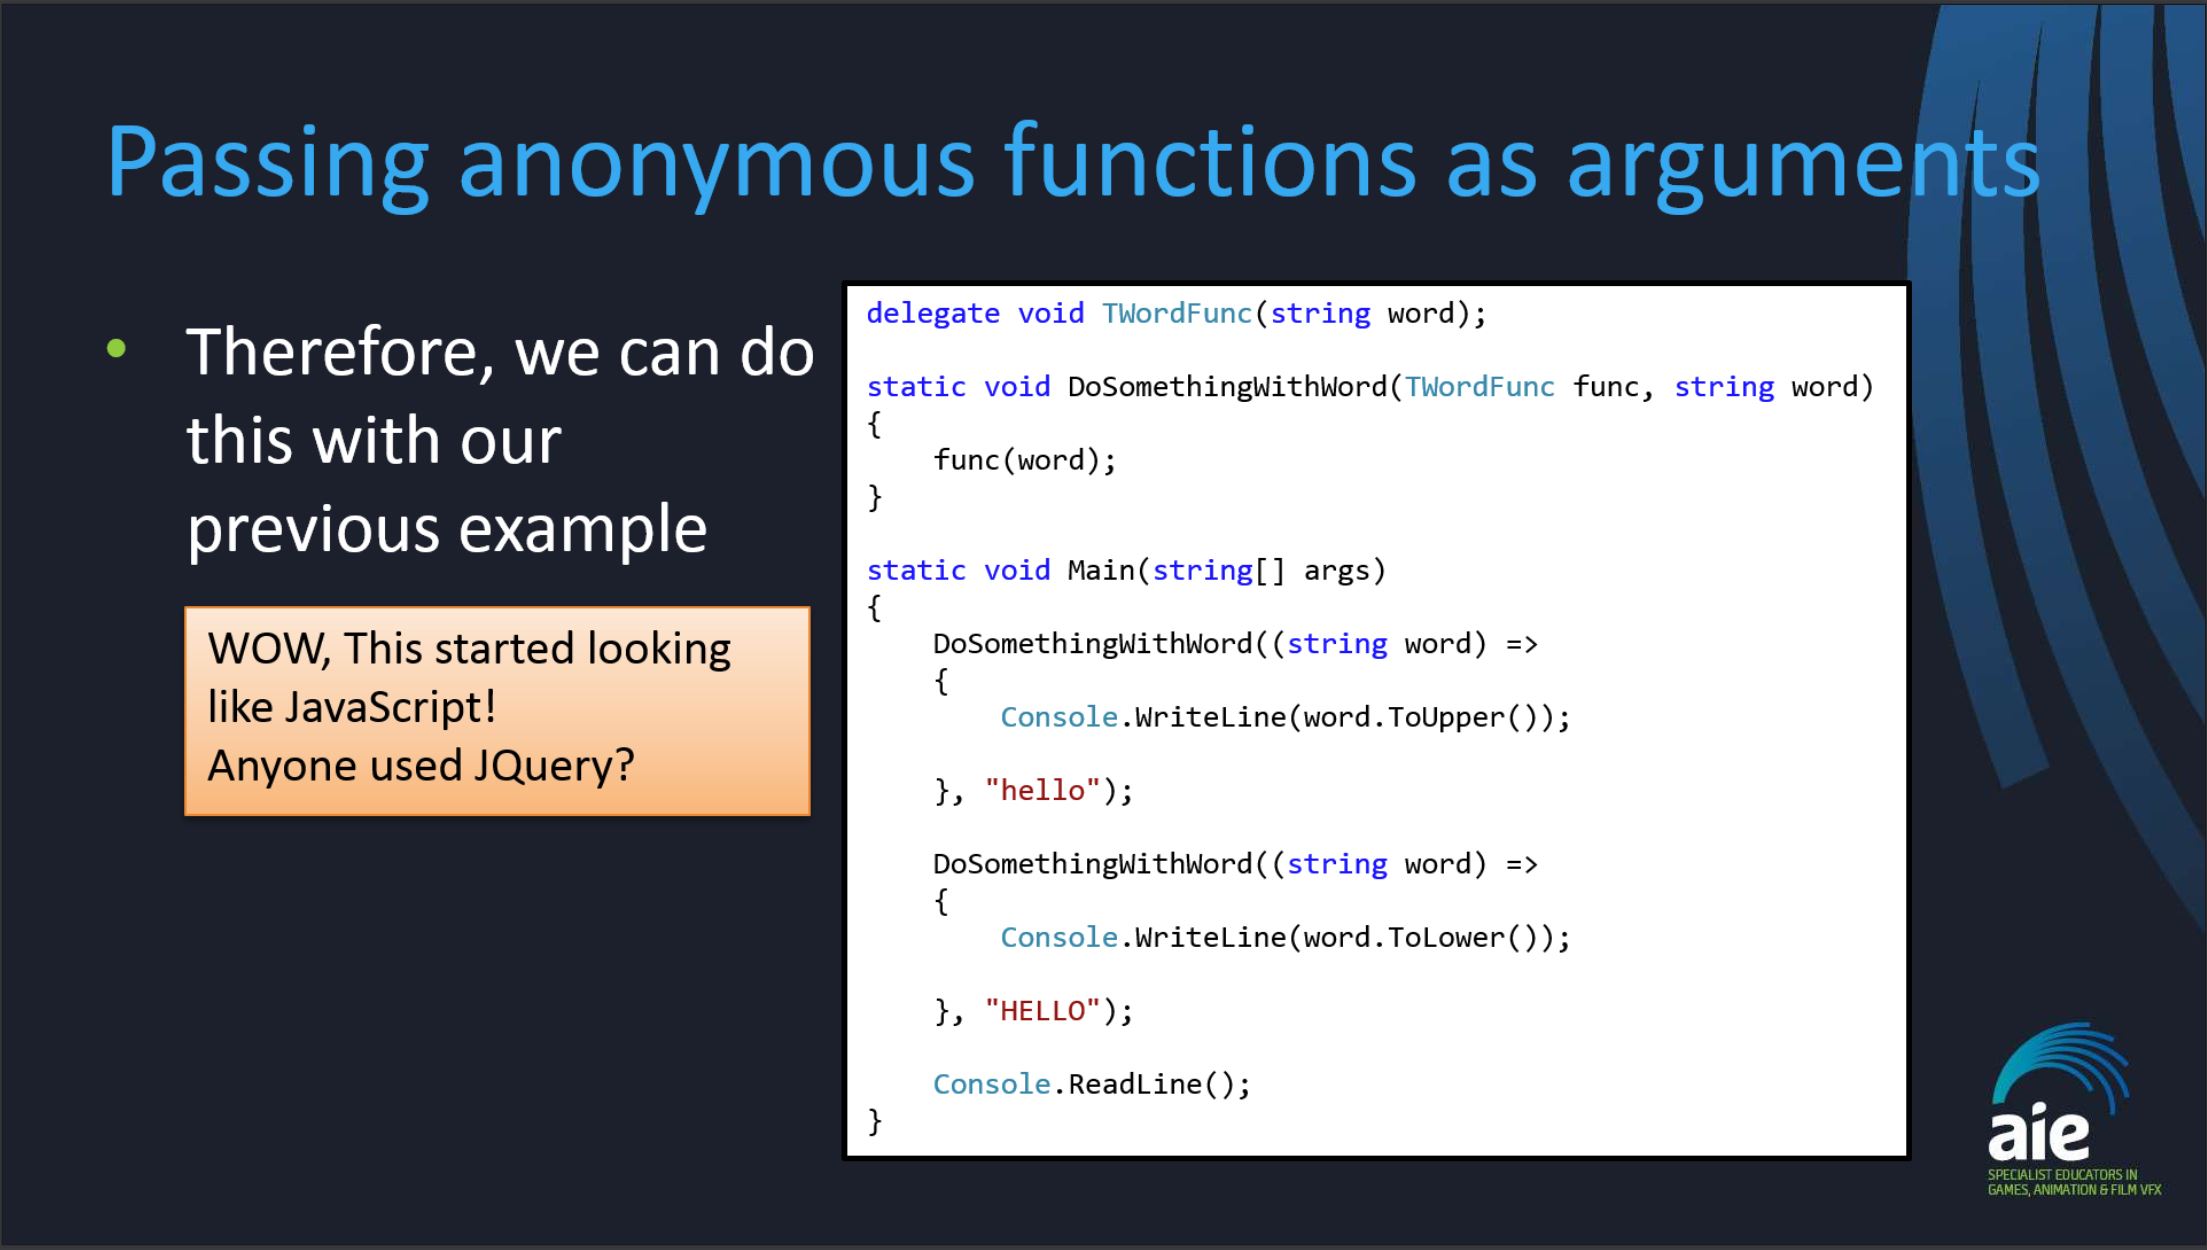 Passing anonymous functions as arguments
• Therefore, we can do
this with our
previous example
WOW, This started looking
like JavaScript!
Anyone used JQuery?
delegate void TWordFunc(string word);
static void DoSomethingWithWord(TWordFunc func, string word)
{
    func(word);
}
static void Main(string[] args)
{
    DoSomethingWithWord((string word) =>
    {
        Console.WriteLine(word.ToUpper());
    }, "hello");
    DoSomethingWithWord((string word) =>
    {
        Console.WriteLine(word.ToLower());
    }, "HELLO");
    Console.ReadLine();
}
aie
SPECIALIST EDUCATORS IN
GAMES, ANIMATION & FILM VFX